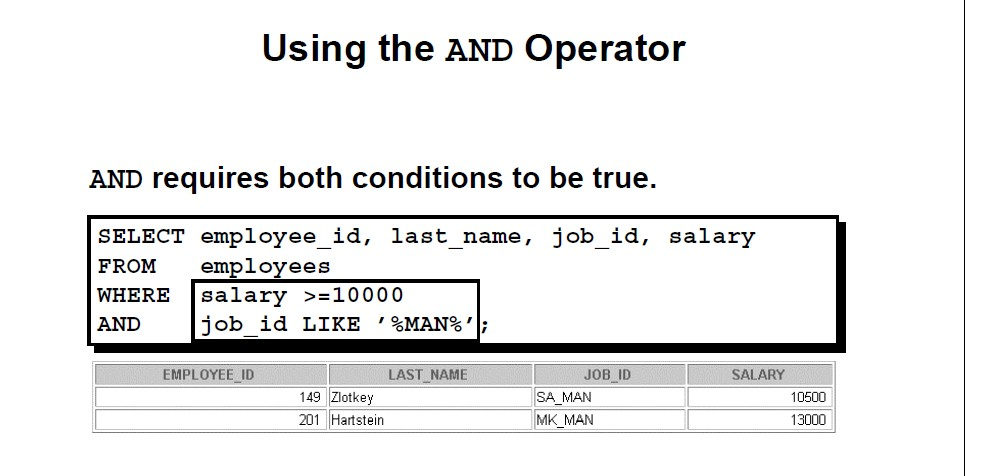 Using the AND Operator
AND requires both conditions to be true.
SELECT employee_id, last_name, job_id, salary
FROM employees
WHERE salary >=10000
AND job_id LIKE '%MAN%';
EMPLOYEE_ID LAST_NAME JOB_ID SALARY
149 Zlotkey SA_MAN 10500
201 Hartstein MK_MAN 13000